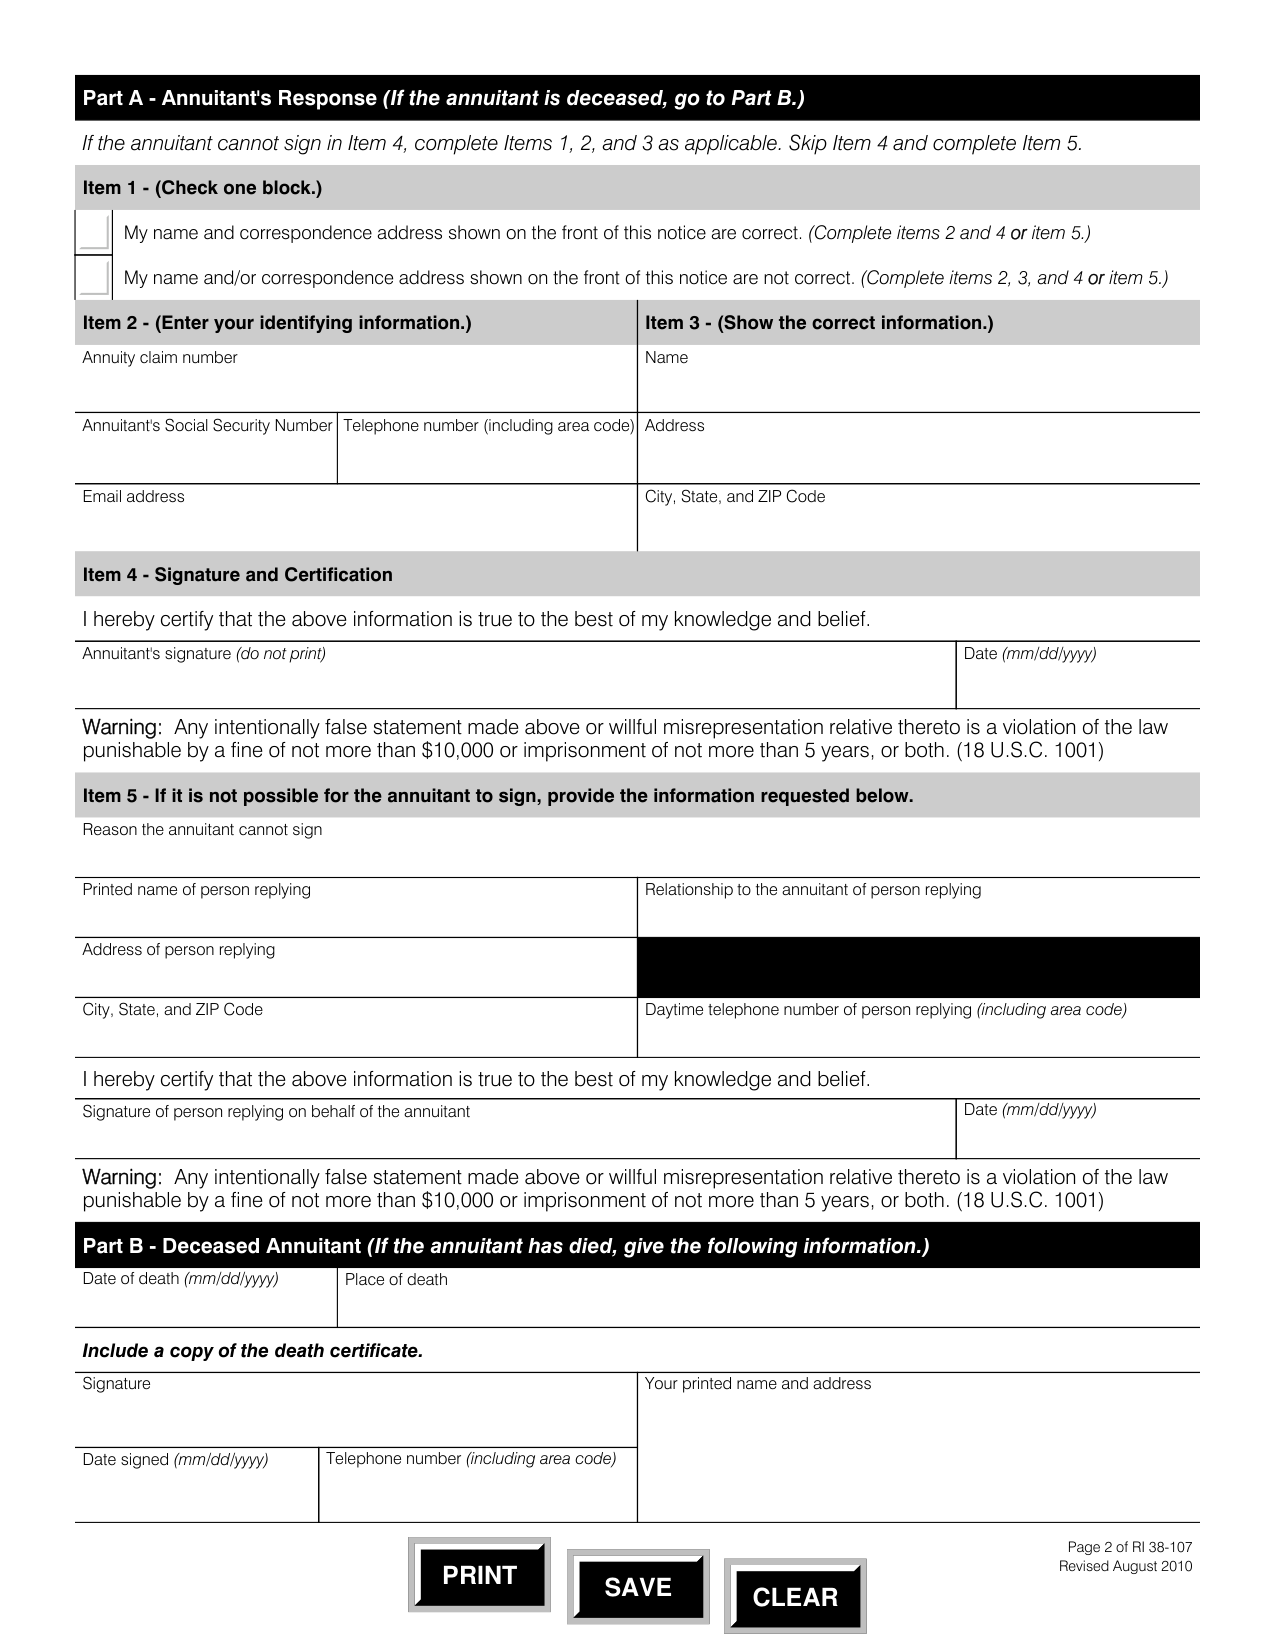 Part A - Annuitant's Response (If the annuitant is deceased, go to Part B.)
If the annuitant cannot sign in Item 4, complete Items 1, 2, and 3 as applicable. Skip Item 4 and complete Item 5.
Item 1 - (Check one block.)
My name and correspondence address shown on the front of this notice are correct. (Complete items 2 and 4 or item 5.)
My name and/or correspondence address shown on the front of this notice are not correct. (Complete items 2, 3, and 4 or item 5.)
Item 2 - (Enter your identifying information.)
Item 3 - (Show the correct information.)
Annuity claim number
Name
Annuitant's Social Security Number
Telephone number (including area code)
Address
Email address
City, State, and ZIP Code
Item 4 - Signature and Certification
I hereby certify that the above information is true to the best of my knowledge and belief.
Annuitant's signature (do not print)
Date (mm/dd/yyyy)
Warning: Any intentionally false statement made above or willful misrepresentation relative thereto is a violation of the law
punishable by a fine of not more than $10,000 or imprisonment of not more than 5 years, or both. (18 U.S.C. 1001)
Item 5 - If it is not possible for the annuitant to sign, provide the information requested below.
Reason the annuitant cannot sign
Printed name of person replying
Relationship to the annuitant of person replying
Address of person replying
City, State, and ZIP Code
Daytime telephone number of person replying (including area code)
I hereby certify that the above information is true to the best of my knowledge and belief.
Signature of person replying on behalf of the annuitant
Date (mm/dd/yyyy)
Warning: Any intentionally false statement made above or willful misrepresentation relative thereto is a violation of the law
punishable by a fine of not more than $10,000 or imprisonment of not more than 5 years, or both. (18 U.S.C. 1001)
Part B - Deceased Annuitant (If the annuitant has died, give the following information.)
Date of death (mm/dd/yyyy)
Place of death
Include a copy of the death certificate.
Signature
Your printed name and address
Date signed (mm/dd/yyyy)
Telephone number (including area code)
Page 2 of RI 38-107
Revised August 2010
PRINT
SAVE
CLEAR